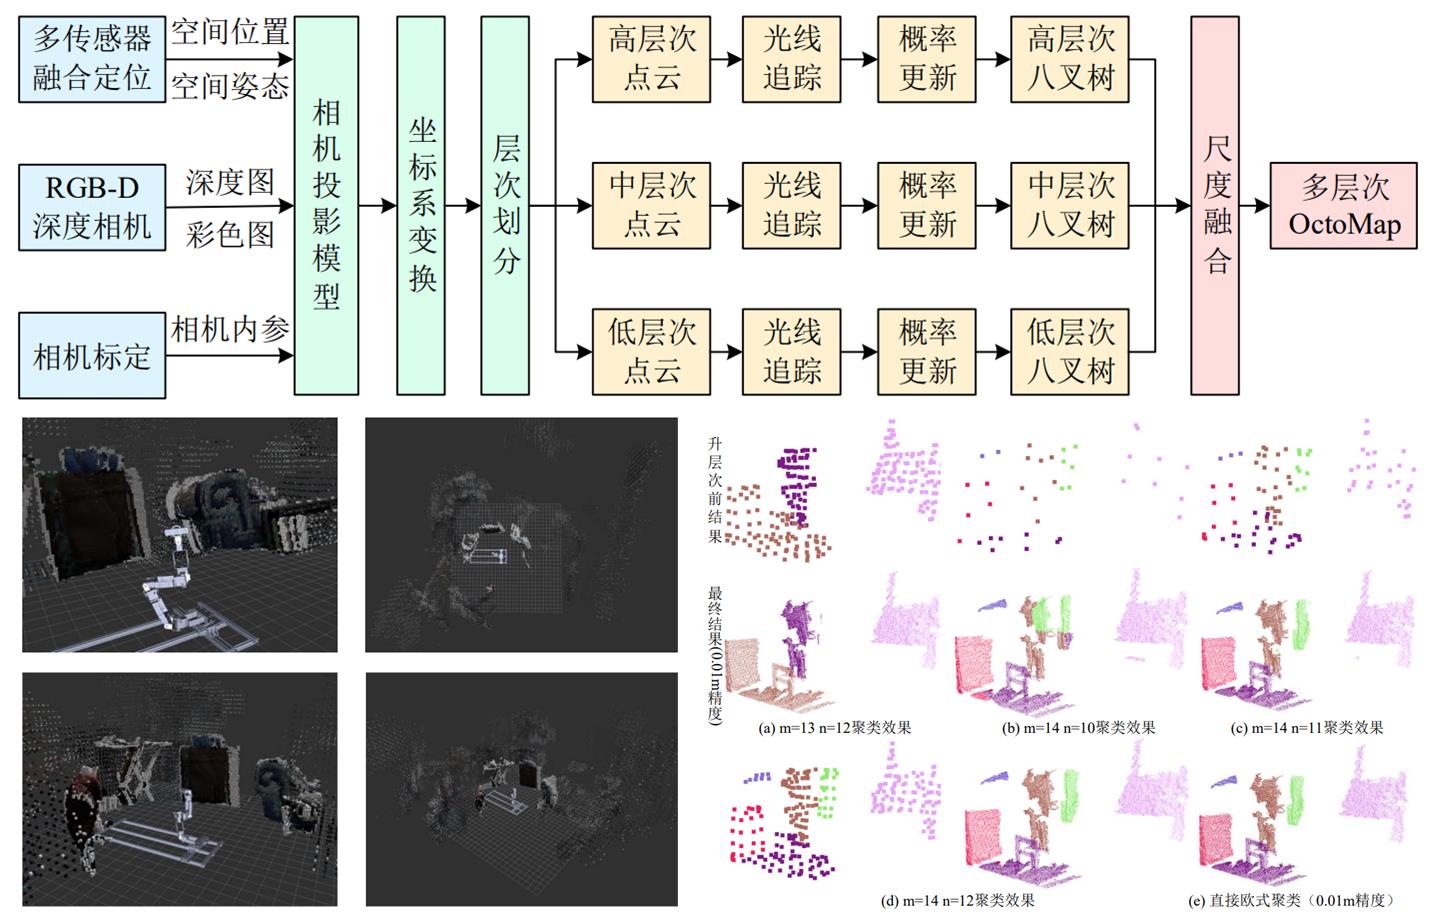 多传感器
融合定位
空间位置
空间姿态
RGB-D
深度相机
深度图
彩色图
相机标定
相机内参
相机投影模型
坐标系变换
层次划分
高层次
点云
光线
追踪
概率
更新
高层次
八叉树
中层次
点云
光线
追踪
概率
更新
中层次
八叉树
低层次
点云
光线
追踪
概率
更新
低层次
八叉树
尺度融合
多层次
OctoMap
升层次前结果
最终结果(0.01m精度)
(a) m=13 n=12聚类效果
(b) m=14 n=10聚类效果
(c) m=14 n=11聚类效果
(d) m=14 n=12聚类效果
(e) 直接欧式聚类（0.01m精度）